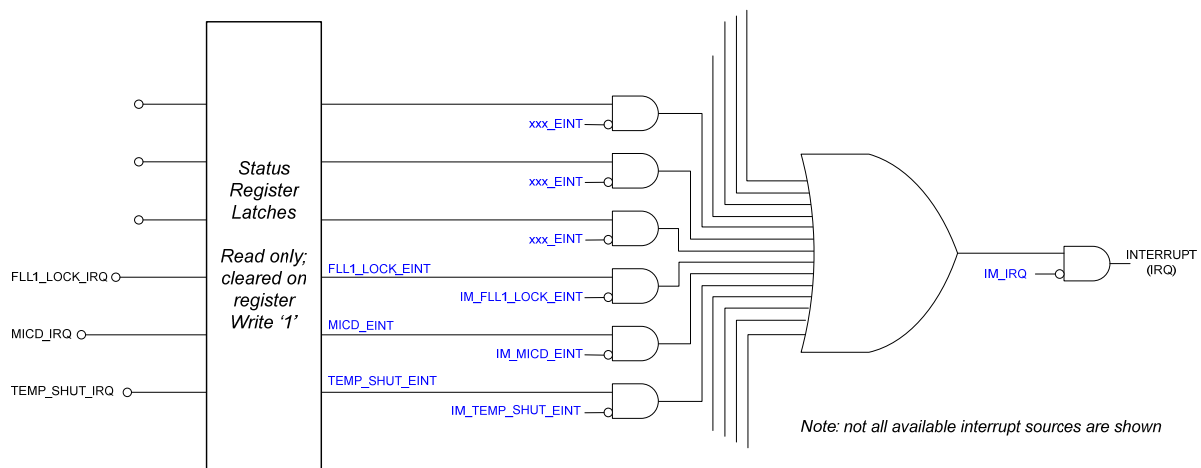 xxx_EINT
xxx_EINT
xxx_EINT
Status
Register
Latches
Read only;
cleared on
register
Write ‘1’
FLL1_LOCK_IRQ
FLL1_LOCK_EINT
IM_FLL1_LOCK_EINT
MICD_IRQ
MICD_EINT
IM_MICD_EINT
TEMP_SHUT_IRQ
TEMP_SHUT_EINT
IM_TEMP_SHUT_EINT
IM_IRQ
INTERRUPT
(IRQ)
Note: not all available interrupt sources are shown